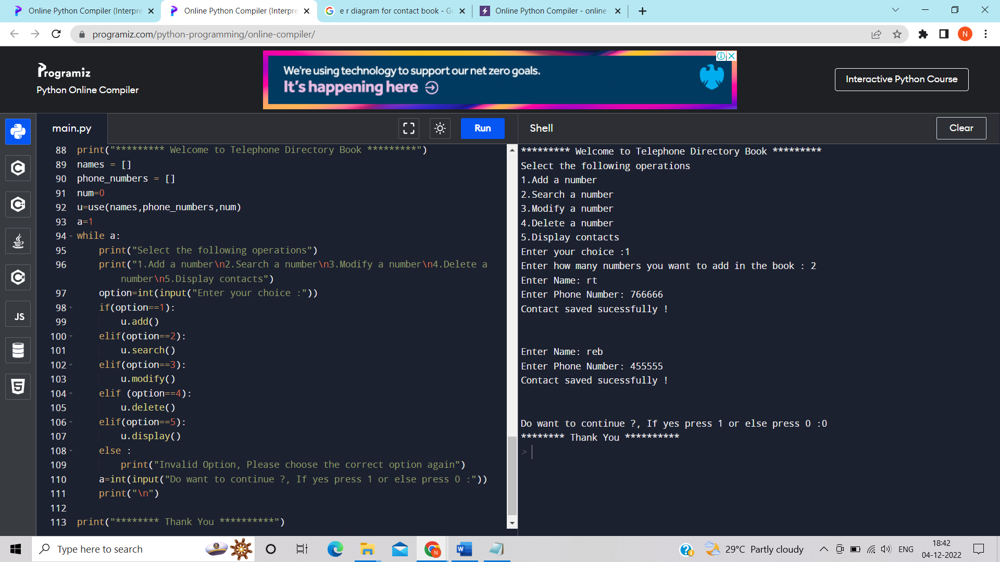 Online Python Compiler (Interpre
Online Python Compiler (Interpre
e r diagram for contact book - Go
Online Python Compiler - online
programiz.com/python-programming/online-compiler/
N
Programiz
Python Online Compiler
We're using technology to support our net zero goals.
It's happening here
Interactive Python Course
main.py
Run
Shell
Clear
88 print("********* Welcome to Telephone Directory Book *********")
89 names = []
90 phone_numbers = []
91 num=0
92 u=use(names,phone_numbers,num)
93 a=1
94 while a:
95 print("Select the following operations")
96 print("1.Add a number\n2.Search a number\n3.Modify a number\n4.Delete a
number\n5.Display contacts")
97 option=int(input("Enter your choice :"))
98 if(option==1):
99 u.add()
100 elif(option==2):
101 u.search()
102 elif(option==3):
103 u.modify()
104 elif (option==4):
105 u.delete()
106 elif(option==5):
107 u.display()
108 else :
109 print("Invalid Option, Please choose the correct option again")
110 a=int(input("Do want to continue ?, If yes press 1 or else press 0 :"))
111 print("\n")
112
113 print("******** Thank You **********")
********* Welcome to Telephone Directory Book *********
Select the following operations
1.Add a number
2.Search a number
3.Modify a number
4.Delete a number
5.Display contacts
Enter your choice :1
Enter how many numbers you want to add in the book : 2
Enter Name: rt
Enter Phone Number: 766666
Contact saved sucessfully !
Enter Name: reb
Enter Phone Number: 455555
Contact saved sucessfully !
Do want to continue ?, If yes press 1 or else press 0 :0
******** Thank You **********
>
JS
Type here to search
29°C Partly cloudy
ENG
18:42
04-12-2022